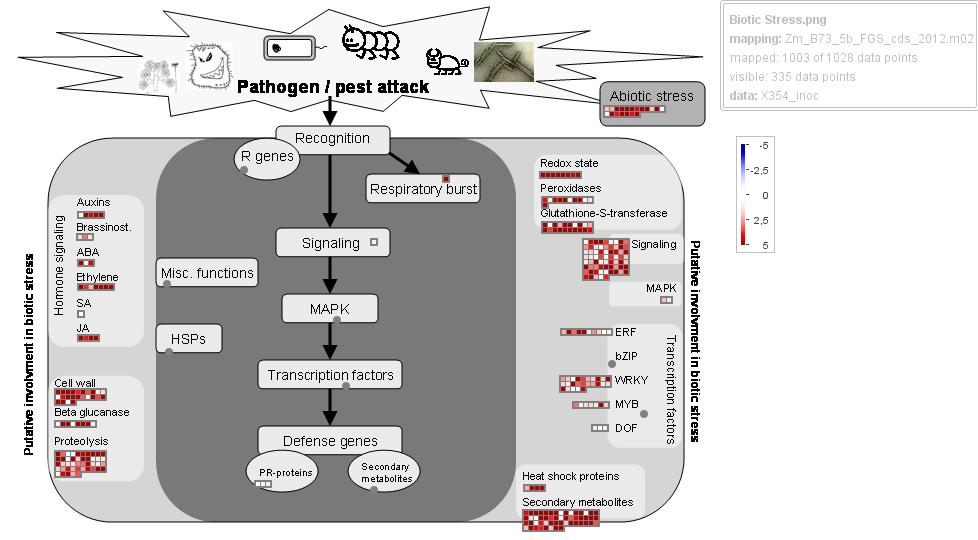 Biotic Stress.png
mapping: Zm_B73_5b_FGS_cds_2012.m02
mapped: 1003 of 1028 data points
visible: 335 data points
data: X354_inoc
Pathogen / pest attack
Abiotic stress
Recognition
R genes
Respiratory burst
Signaling
Misc. functions
MAPK
HSPs
Transcription factors
Defense genes
PR-proteins
Secondary
metabolites
Putative involvment in biotic stress
Hormone signaling
Auxins
Brassinost.
ABA
Ethylene
SA
JA
Cell wall
Beta glucanase
Proteolysis
Redox state
Peroxidases
Glutathione-S-transferase
Signaling
MAPK
ERF
bZIP
WRKY
MYB
DOF
Transcription factors
Putative involvment in biotic stress
Heat shock proteins
Secondary metabolites
-5
-2,5
0
2,5
5